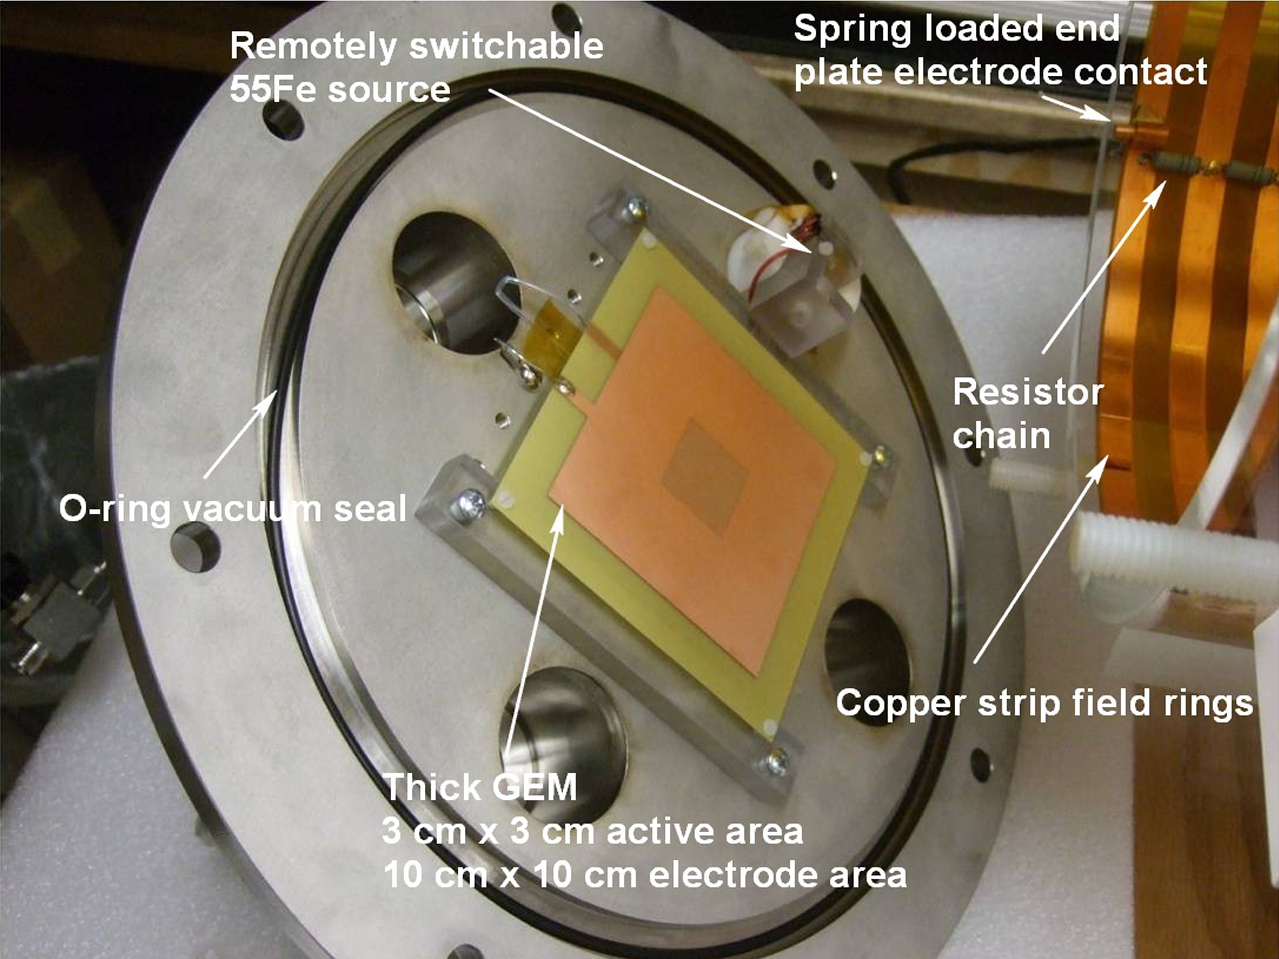 Remotely switchable
55Fe source
Spring loaded end
plate electrode contact
Resistor
chain
O-ring vacuum seal
Copper strip field rings
Thick GEM
3 cm x 3 cm active area
10 cm x 10 cm electrode area